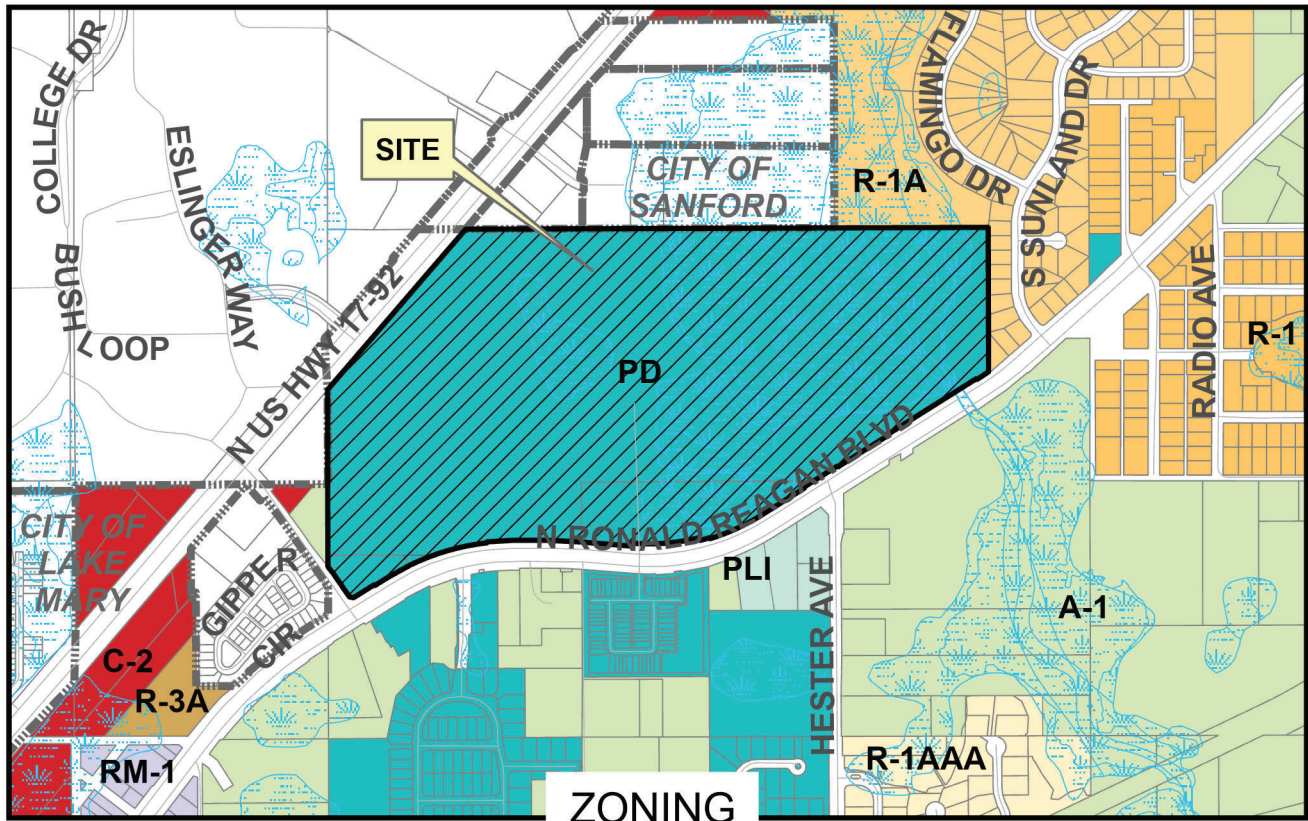 COLLEGE DR
ESLINGER WAY
BUSH LOOP
N US HWY 17-92
SITE
CITY OF
SANFORD
R-1A
FLAMINGO DR
S SUNLAND DR
RADIO AVE
R-1
PD
N RONALD REAGAN BLVD
CITY OF
LAKE
MARY
GIPPER CIR
C-2
R-3A
RM-1
PLI
HESTER AVE
A-1
R-1AAA
ZONING